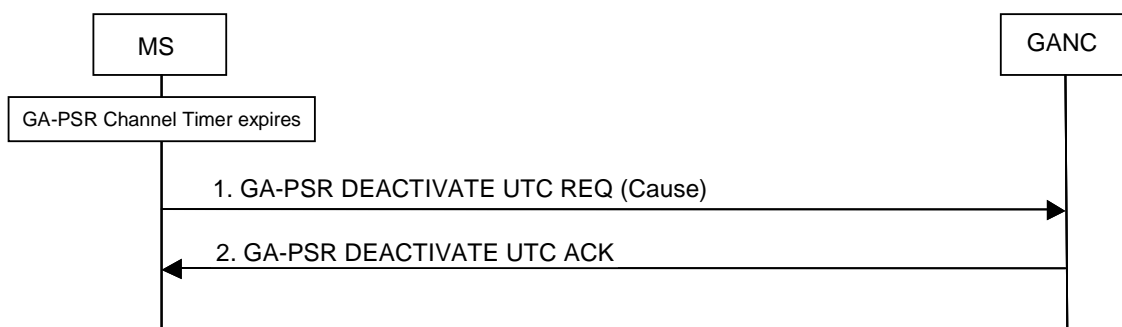 MS
GANC
GA-PSR Channel Timer expires
1. GA-PSR DEACTIVATE UTC REQ (Cause)
2. GA-PSR DEACTIVATE UTC ACK